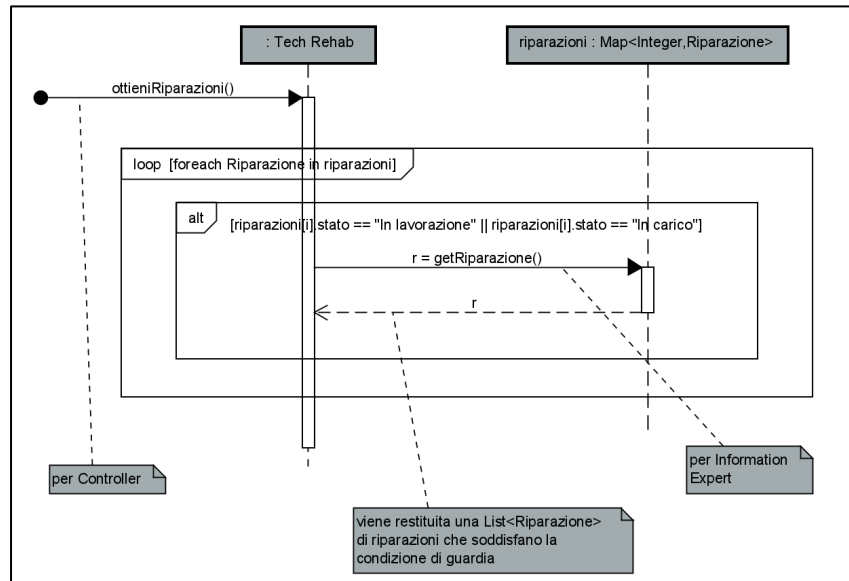 : Tech Rehab
riparazioni : Map<Integer,Riparazione>
ottieniRiparazioni()
loop [foreach Riparazione in riparazioni]
alt
[riparazioni[i].stato == "In lavorazione" || riparazioni[i].stato == "In carico"]
r = getRiparazione()
r
per Controller
per Information
Expert
viene restituita una List<Riparazione>
di riparazioni che soddisfano la
condizione di guardia